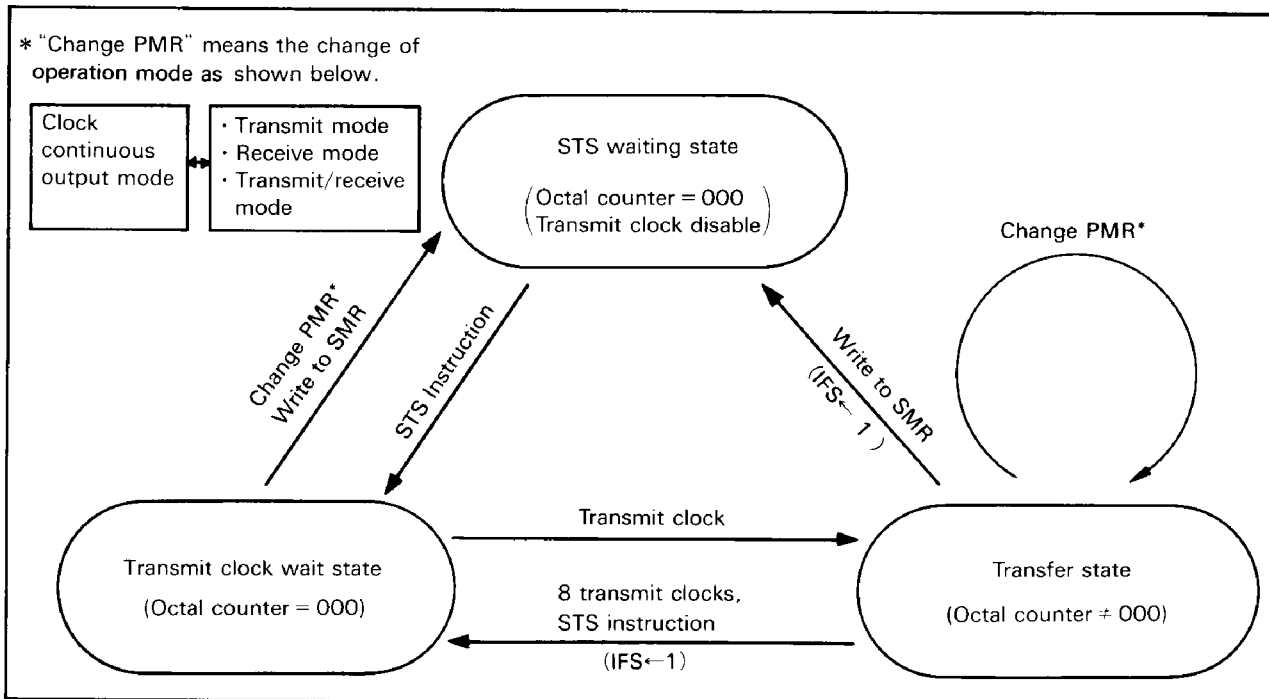 * "Change PMR" means the change of
operation mode as shown below.
Clock
continuous
output mode
· Transmit mode
· Receive mode
· Transmit/receive
mode
STS waiting state
(Octal counter = 000
Transmit clock disable)
Change PMR*
Change PMR*
Write to SMR
STS Instruction
Write to SMR
(IFS← 1 )
Transmit clock wait state
(Octal counter = 000)
Transmit clock
8 transmit clocks,
STS instruction
(IFS←1)
Transfer state
(Octal counter ≠ 000)